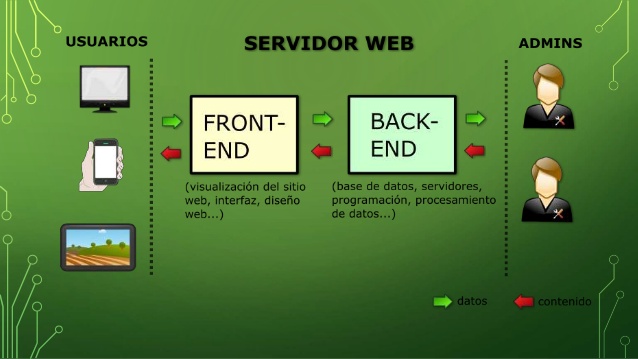 USUARIOS
SERVIDOR WEB
ADMINS
FRONT-
END
BACK-
END
(visualización del sitio
web, interfaz, diseño
web...)
(base de datos, servidores,
programación, procesamiento
de datos...)
datos
contenido